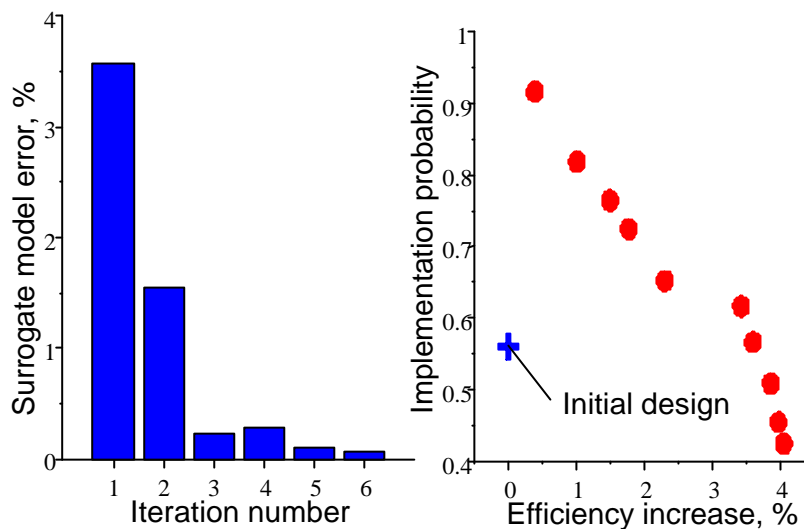 Surrogate model error, %
4
3
2
1
0
1 2 3 4 5 6
Iteration number
Implementation probability
1
0.9
0.8
0.7
0.6
0.5
0.4
Initial design
0 1 2 3 4
Efficiency increase, %